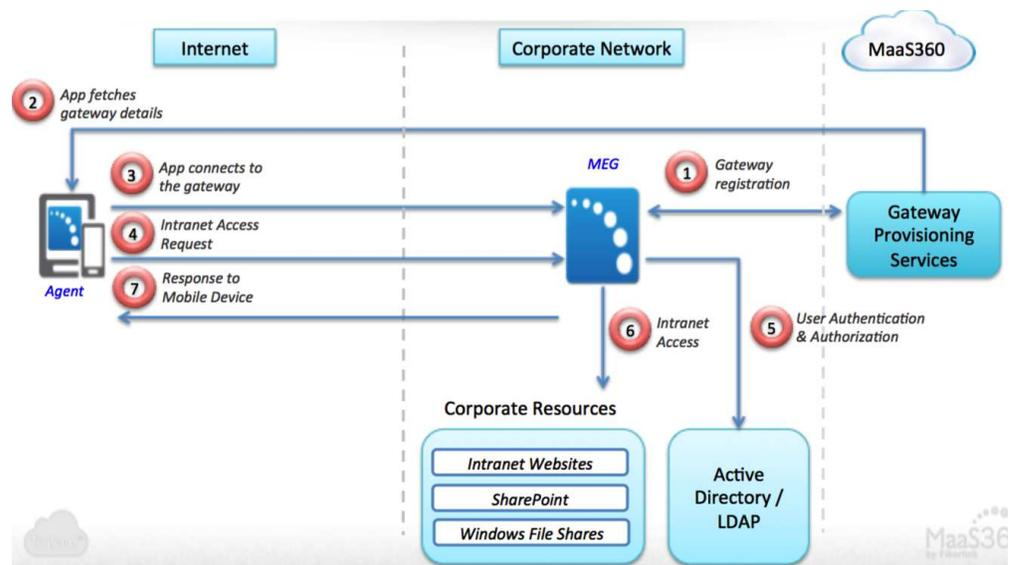 Internet
Corporate Network
MaaS360
2
App fetches
gateway details
3
App connects to
the gateway
MEG
1
Gateway
registration
4
Intranet Access
Request
Gateway
Provisioning
Services
Agent
7
Response to
Mobile Device
6
Intranet
Access
5
User Authentication
& Authorization
Corporate Resources
Intranet Websites
SharePoint
Windows File Shares
Active
Directory /
LDAP
MaaS36
by Fiberlink